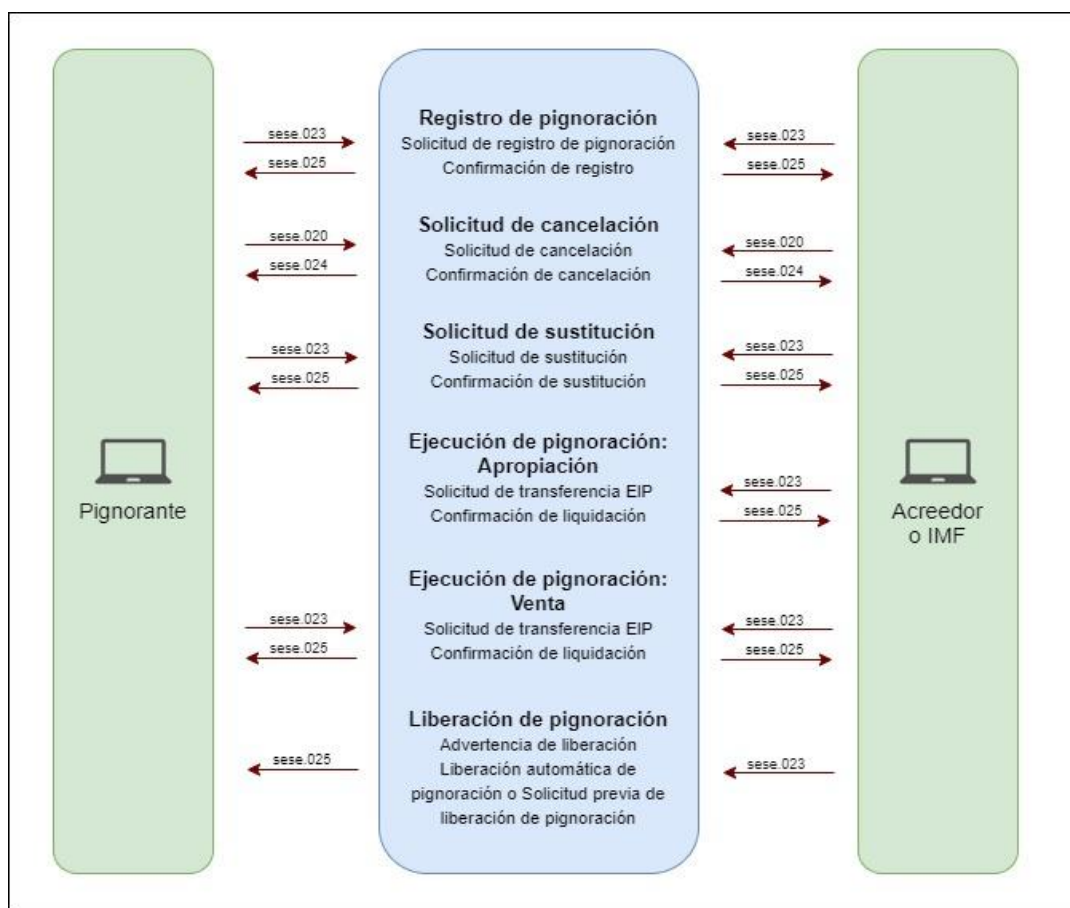 Registro de pignoración
sese.023
Solicitud de registro de pignoración
sese.023
sese.025
Confirmación de registro
sese.025
Solicitud de cancelación
sese.020
Solicitud de cancelación
sese.020
sese.024
Confirmación de cancelación
sese.024
Solicitud de sustitución
sese.023
Solicitud de sustitución
sese.023
sese.025
Confirmación de sustitución
sese.025
Ejecución de pignoración:
Apropiación
Solicitud de transferencia EIP
sese.023
Confirmación de liquidación
sese.025
Pignorante
Acreedor
o IMF
Ejecución de pignoración:
Venta
sese.023
Solicitud de transferencia EIP
sese.023
sese.025
Confirmación de liquidación
sese.025
Liberación de pignoración
Advertencia de liberación
sese.025
Liberación automática de
sese.023
pignoración o Solicitud previa de
liberación de pignoración